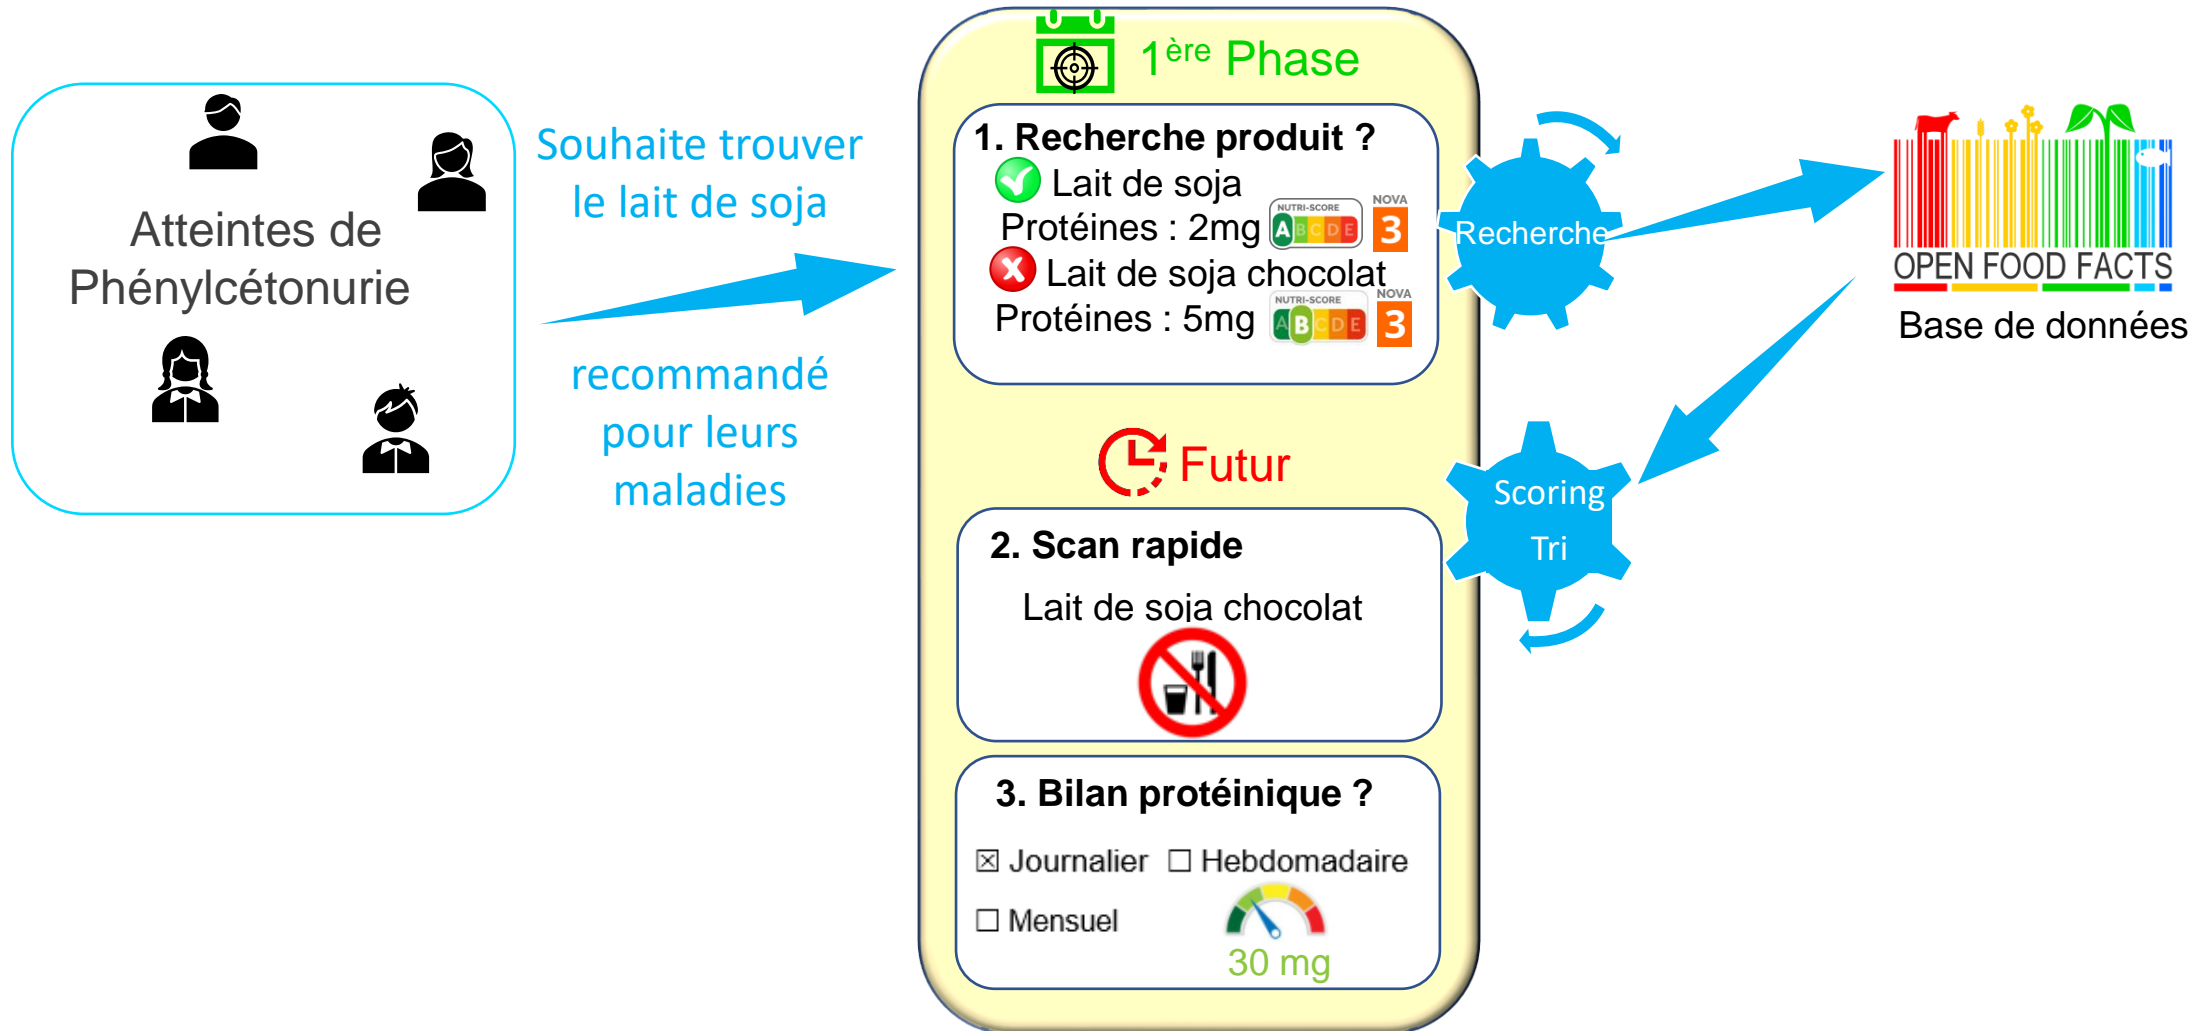 Atteintes de
Phénylcétonurie
Souhaite trouver
le lait de soja
recommandé
pour leurs
maladies
1ère Phase
1. Recherche produit ?
Lait de soja
Protéines : 2mg
NUTRI-SCORE
A B C D E
NOVA
3
Lait de soja chocolat
Protéines : 5mg
NUTRI-SCORE
A B C D E
NOVA
3
Futur
2. Scan rapide
Lait de soja chocolat
3. Bilan protéinique ?
☒ Journalier ☐ Hebdomadaire
☐ Mensuel
30 mg
Recherche
Scoring
Tri
OPEN FOOD FACTS
Base de données